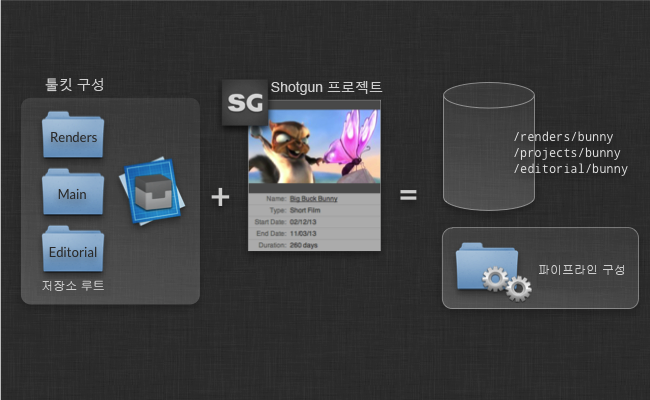 툴킷 구성
Renders
Main
Editorial
저장소 루트
+
SG
Shotgun 프로젝트
Name: Big Buck Bunny
Type: Short Film
Start Date: 02/12/13
End Date: 11/03/13
Duration: 260 days
=
/renders/bunny
/projects/bunny
/editorial/bunny
파이프라인 구성